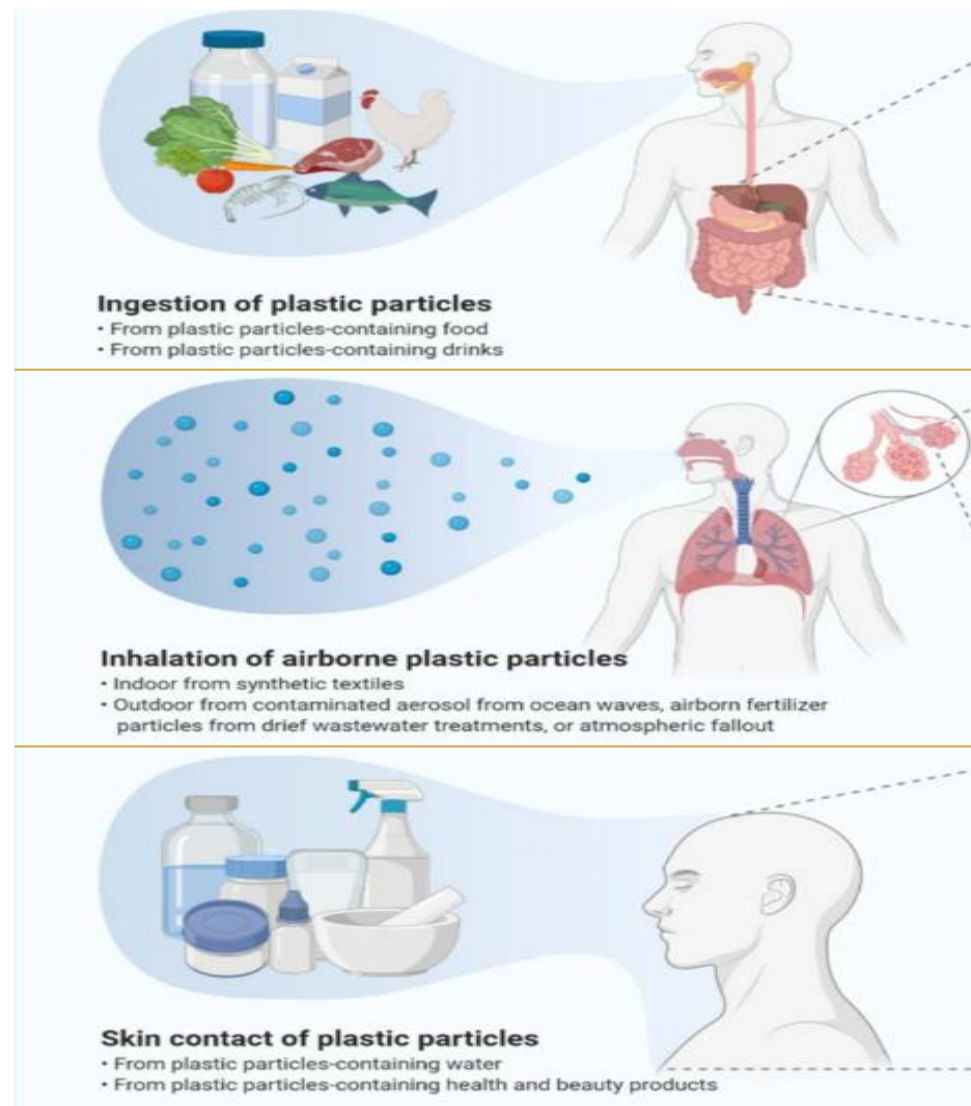 Ingestion of plastic particles
• From plastic particles-containing food
• From plastic particles-containing drinks
Inhalation of airborne plastic particles
• Indoor from synthetic textiles
• Outdoor from contaminated aerosol from ocean waves, airborn fertilizer
particles from drief wastewater treatments, or atmospheric fallout
Skin contact of plastic particles
• From plastic particles-containing water
• From plastic particles-containing health and beauty products